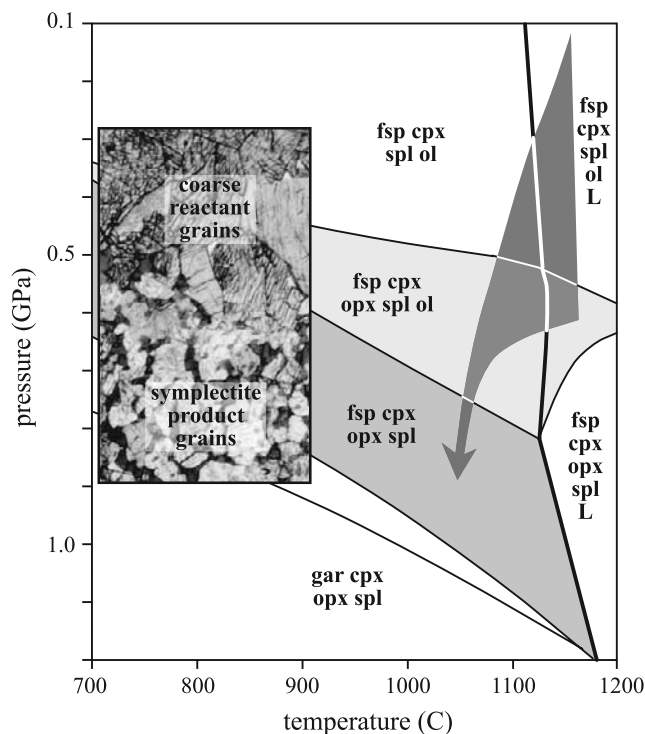 0.1
fsp cpx
spl ol
fsp
cpx
spl
ol
L
coarse
reactant
grains
0.5
fsp cpx
opx spl ol
pressure (GPa)
symplectite
product
grains
fsp cpx
opx spl
fsp
cpx
opx
spl
L
1.0
gar cpx
opx spl
700
800
900
1000
1100
1200
temperature (C)